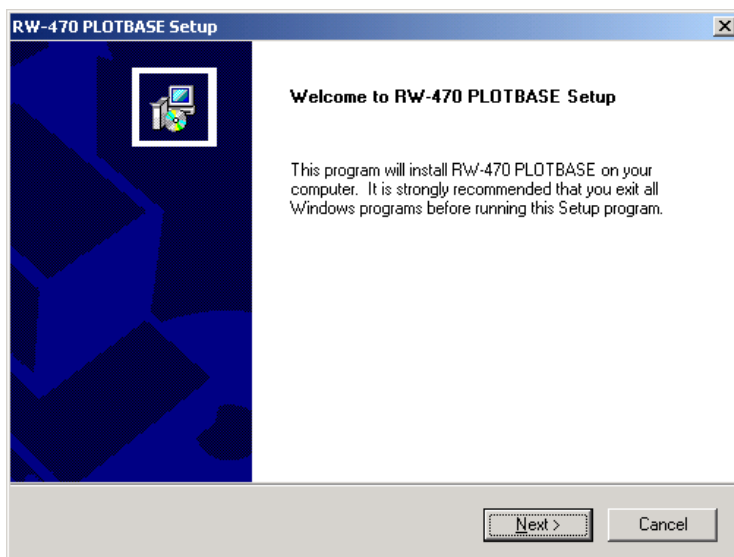 RW-470 PLOTBASE Setup
Welcome to RW-470 PLOTBASE Setup
This program will install RW-470 PLOTBASE on your
computer. It is strongly recommended that you exit all
Windows programs before running this Setup program.
Next >
Cancel